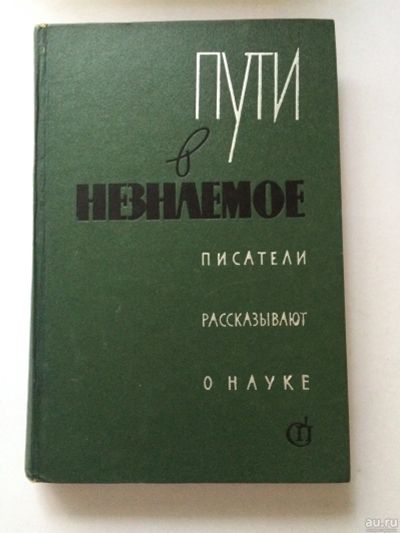 ПУТИ
в
НЕЗНАЕМОЕ
ПИСАТЕЛИ
РАССКАЗЫВАЮТ
О НАУКЕ
au.ru